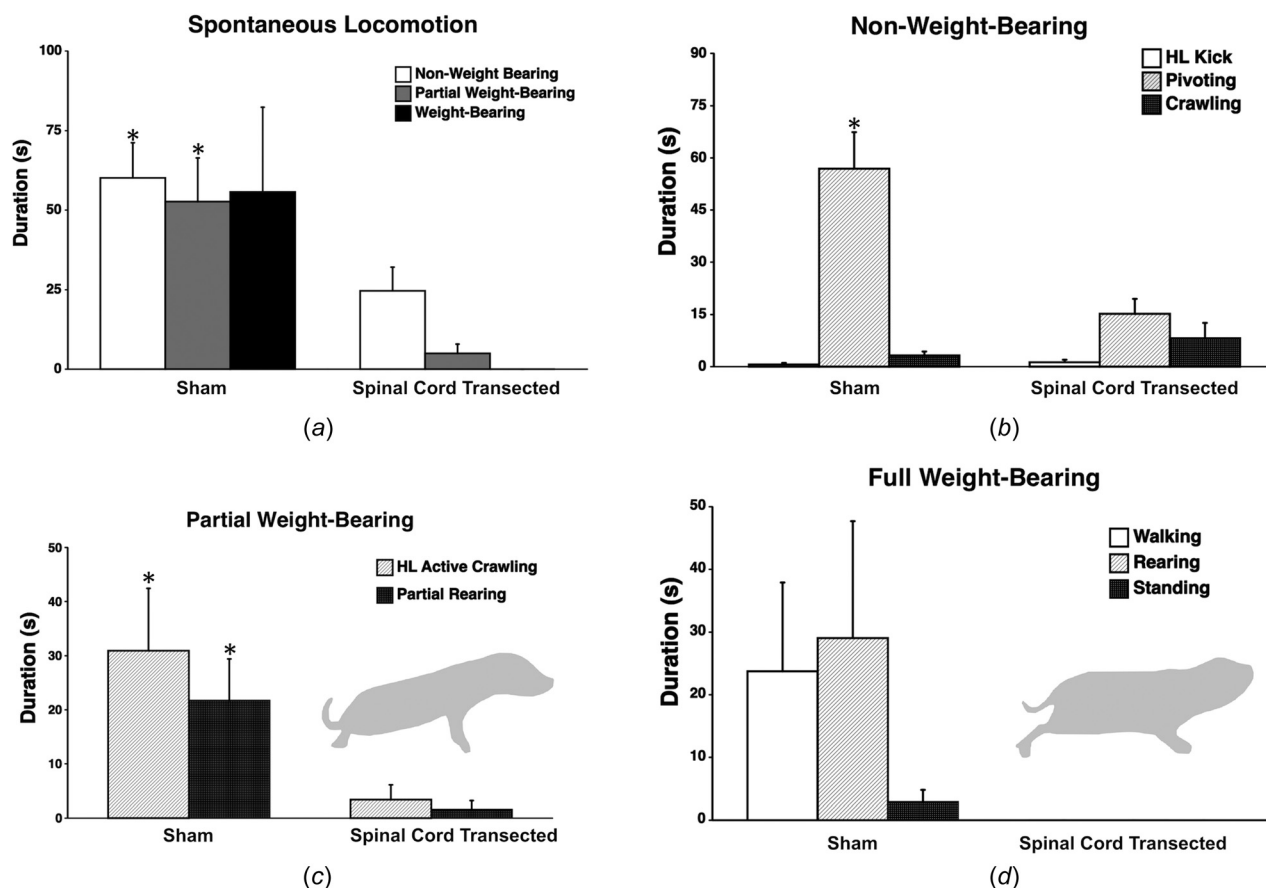 Spontaneous Locomotion
Duration (s)
100
75
50
25
0
Non-Weight Bearing
Partial Weight-Bearing
Weight-Bearing
*
*
Sham
Spinal Cord Transected
(a)
Non-Weight-Bearing
Duration (s)
90
75
60
45
30
15
0
HL Kick
Pivoting
Crawling
*
Sham
Spinal Cord Transected
(b)
Partial Weight-Bearing
Duration (s)
50
40
30
20
10
0
HL Active Crawling
Partial Rearing
*
*
Sham
Spinal Cord Transected
(c)
Full Weight-Bearing
Duration (s)
50
40
30
20
10
0
Walking
Rearing
Standing
Sham
Spinal Cord Transected
(d)